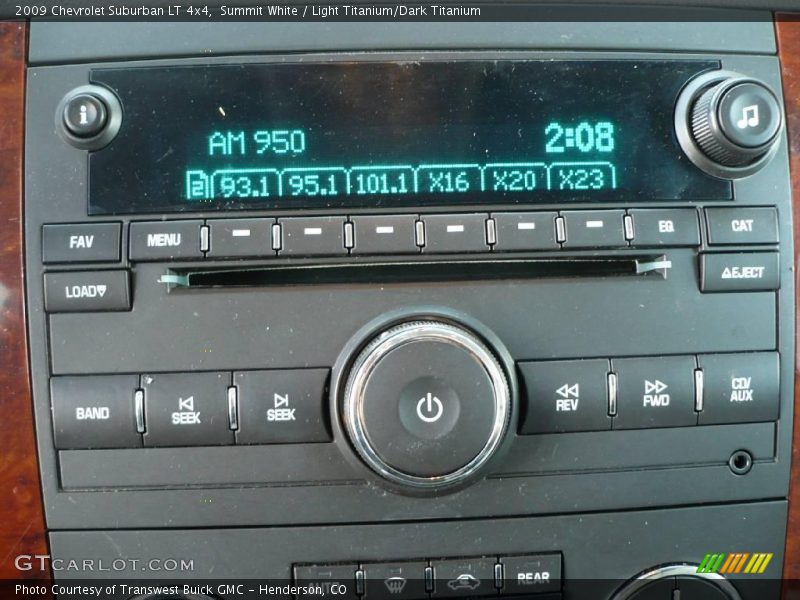 2009 Chevrolet Suburban LT 4x4, Summit White / Light Titanium/Dark Titanium
i
AM 950 2:08
2 93.1 95.1 101.1 X16 X20 X23
FAV MENU EQ CAT
LOAD EJECT
BAND SEEK SEEK REV FWD CD/AUX
AUTO REAR
GTCARLOT.COM
Photo Courtesy of Transwest Buick GMC - Henderson, CO